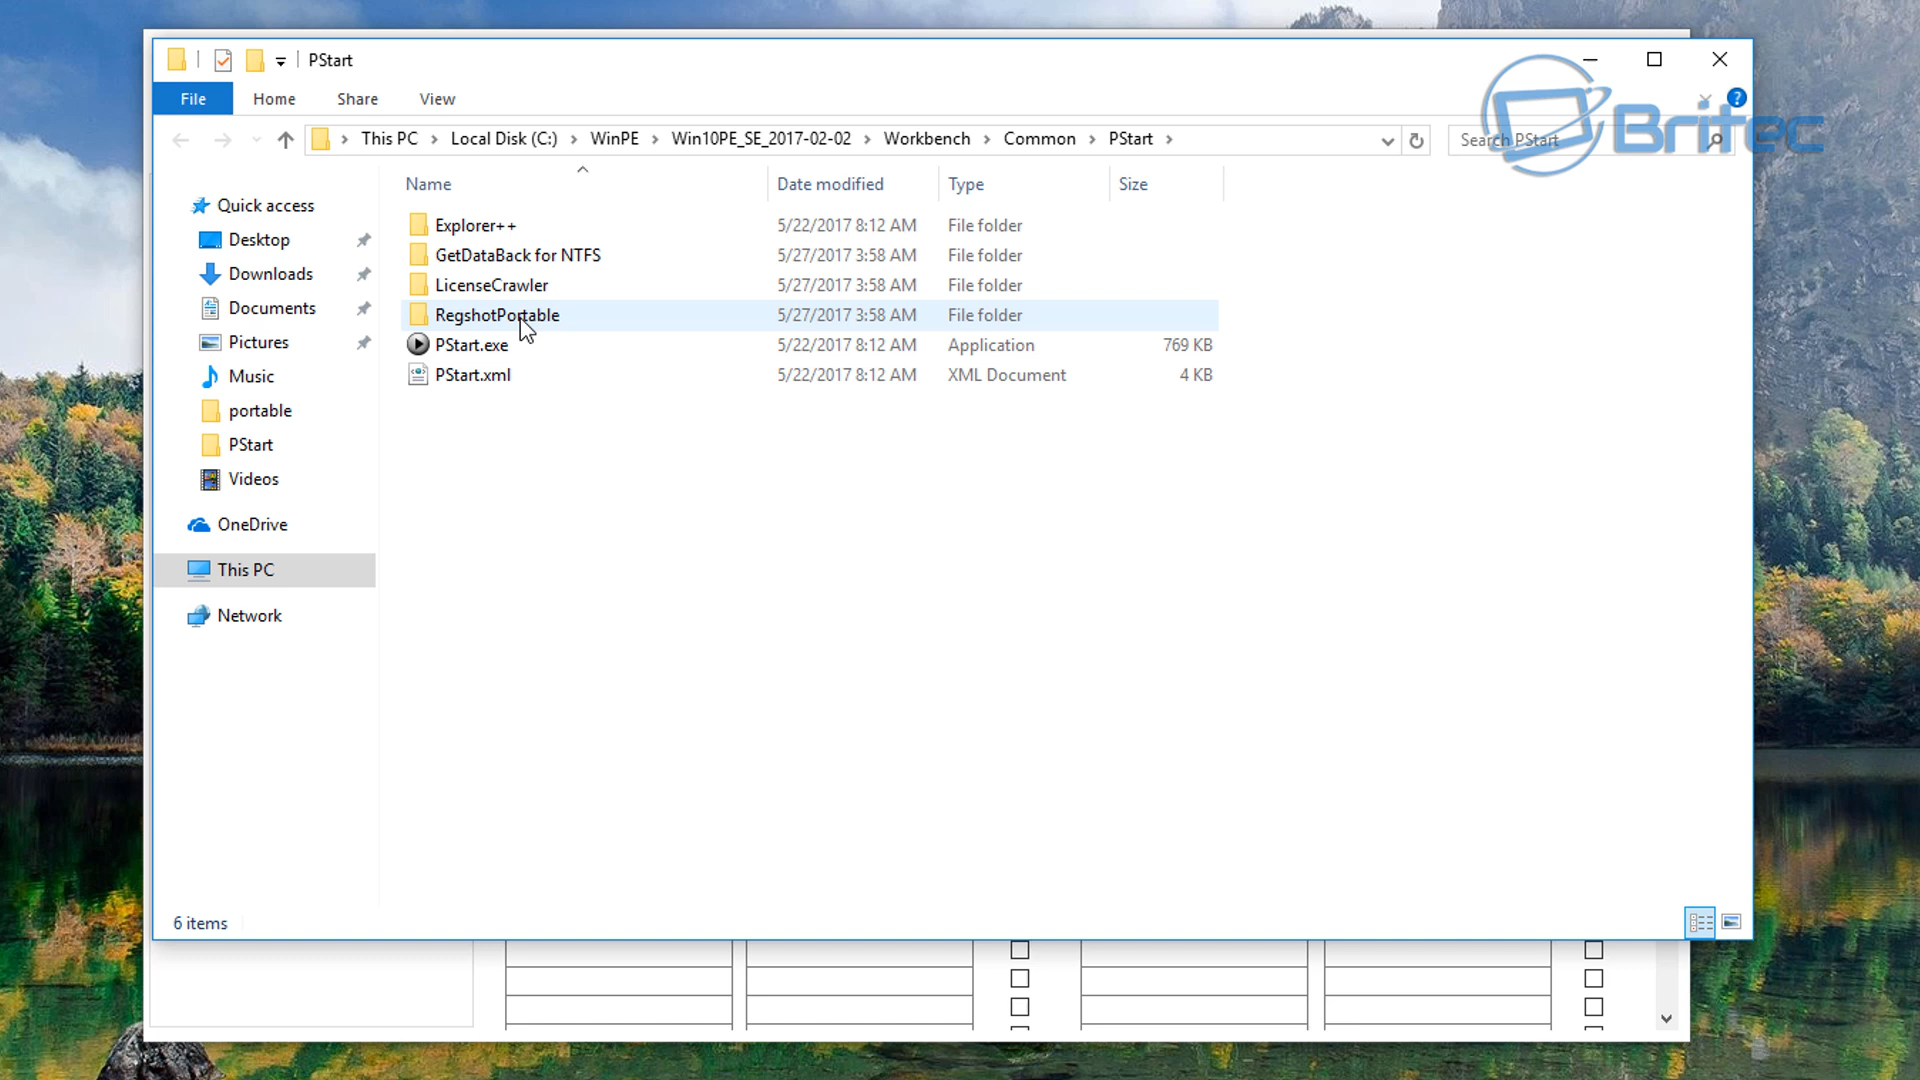 PStart
File Home Share View
This PC Local Disk (C:) WinPE Win10PE_SE_2017-02-02 Workbench Common PStart
Search PStart
Britec
Name Date modified Type Size
Quick access
Desktop
Downloads
Documents
Pictures
Music
portable
PStart
Videos
OneDrive
This PC
Network
Explorer++ 5/22/2017 8:12 AM File folder
GetDataBack for NTFS 5/27/2017 3:58 AM File folder
LicenseCrawler 5/27/2017 3:58 AM File folder
RegshotPortable 5/27/2017 3:58 AM File folder
PStart.exe 5/22/2017 8:12 AM Application 769 KB
PStart.xml 5/22/2017 8:12 AM XML Document 4 KB
6 items